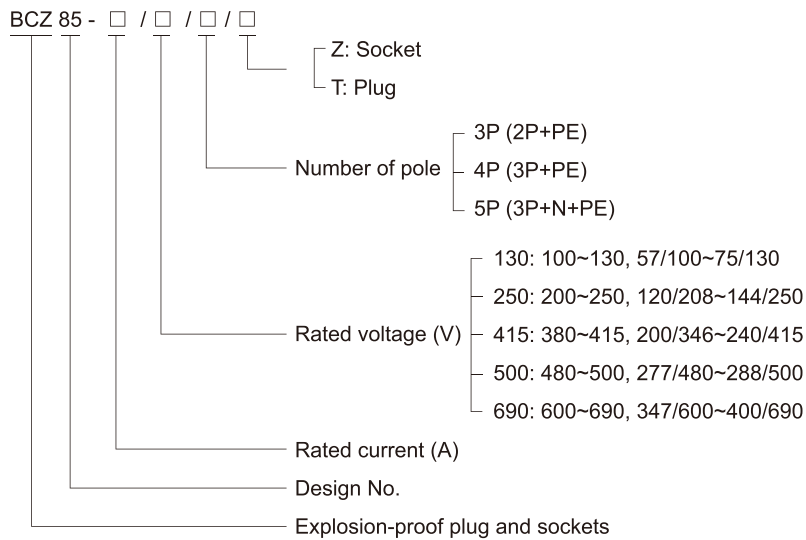 BCZ 85 - □ / □ / □ / □
Z: Socket
T: Plug
Number of pole
3P (2P+PE)
4P (3P+PE)
5P (3P+N+PE)
Rated voltage (V)
130: 100~130, 57/100~75/130
250: 200~250, 120/208~144/250
415: 380~415, 200/346~240/415
500: 480~500, 277/480~288/500
690: 600~690, 347/600~400/690
Rated current (A)
Design No.
Explosion-proof plug and sockets